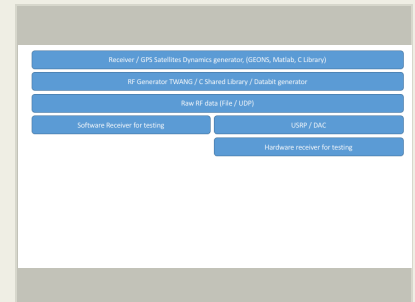 Receiver / GPS Satellites Dynamics generator, (GEONS, Matlab, C Library)
RF Generator TWANG / C Shared Library / Databit generator
Raw RF data (File / UDP)
Software Receiver for testing
USRP / DAC
Hardware receiver for testing